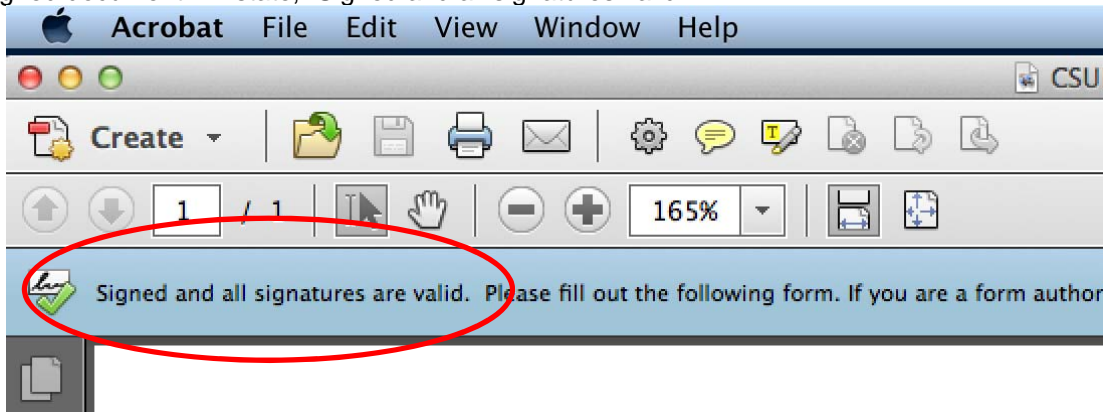 Acrobat File Edit View Window Help
CSU
Create
1 / 1 165%
Signed and all signatures are valid. Please fill out the following form. If you are a form author